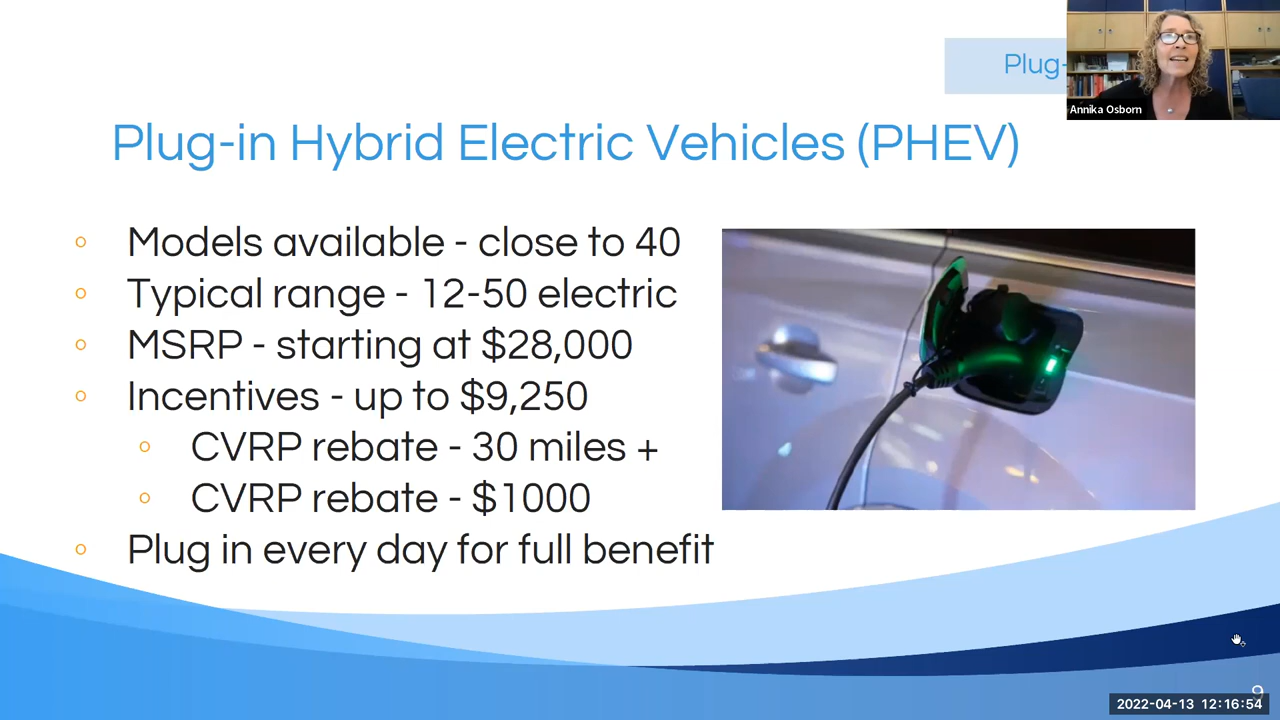 Plug-
Annika Osborn
Plug-in Hybrid Electric Vehicles (PHEV)
Models available - close to 40
Typical range - 12-50 electric
MSRP - starting at $28,000
Incentives - up to $9,250
CVRP rebate - 30 miles +
CVRP rebate - $1000
Plug in every day for full benefit
9
2022-04-13 12:16:54